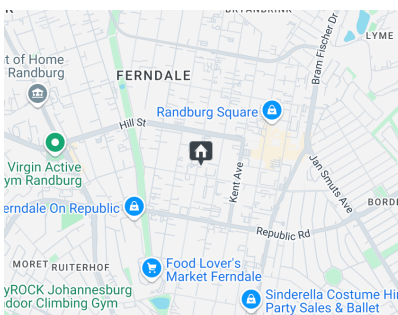 BRYANBRINK
LYME
Bram Fischer Dr
t of Home
Randburg
FERNDALE
Randburg Square
Hill St
Virgin Active
ym Randburg
Jan Smuts Ave
Kent Ave
erndale On Republic
BORDE
Republic Rd
MORET
RUITERHOF
Food Lover's
Market Ferndale
yROCK Johannesburg
door Climbing Gym
Sinderella Costume Hir
Party Sales & Ballet